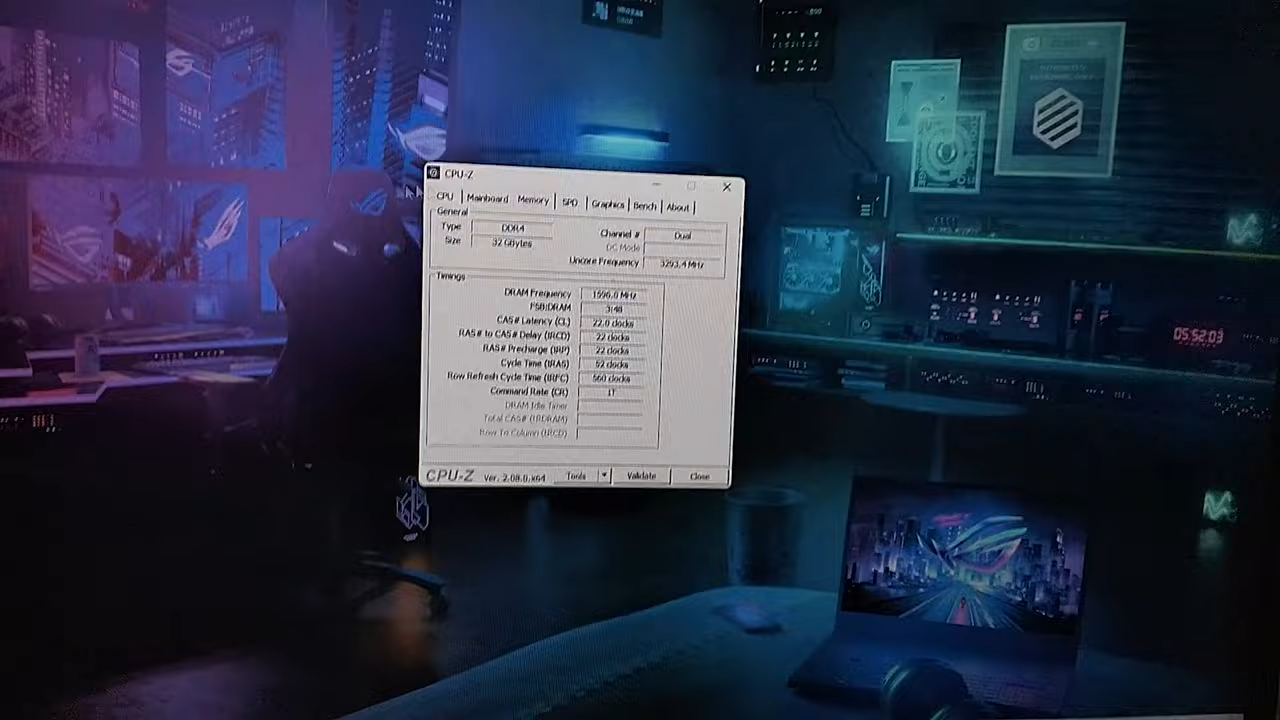 CPU-Z
CPU Mainboard Memory SPD Graphics Bench About
General
Type DDR4 Channel # Dual
Size 32 GBytes DC Mode
Uncore Frequency 3293.4 MHz
Timings
DRAM Frequency 1596.0 MHz
FSB:DRAM 3:48
CAS# Latency (CL) 22.0 clocks
RAS# to CAS# Delay (tRCD) 22 clocks
RAS# Precharge (tRP) 22 clocks
Cycle Time (tRAS) 52 clocks
Row Refresh Cycle Time (tRFC) 560 clocks
Command Rate (CR) 1T
DRAM Idle Timer
Total CAS# (tRDRAM)
Row To Column (tRCD)
CPU-Z Ver. 2.08.0.x64 Tools Validate Close
05:52:03